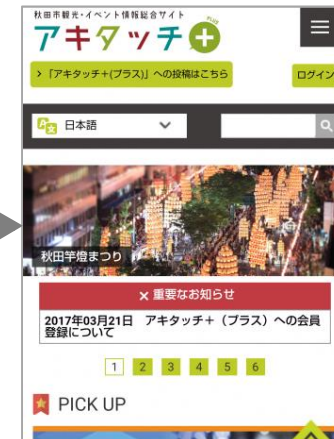 秋田市観光・イベント情報総合サイト
アキタッチ+
PLUS
> 「アキタッチ+(プラス)」への投稿はこちら
ログイン
日本語
秋田竿燈まつり
× 重要なお知らせ
2017年03月21日 アキタッチ+(プラス)への会員
登録について
1 2 3 4 5 6
PICK UP